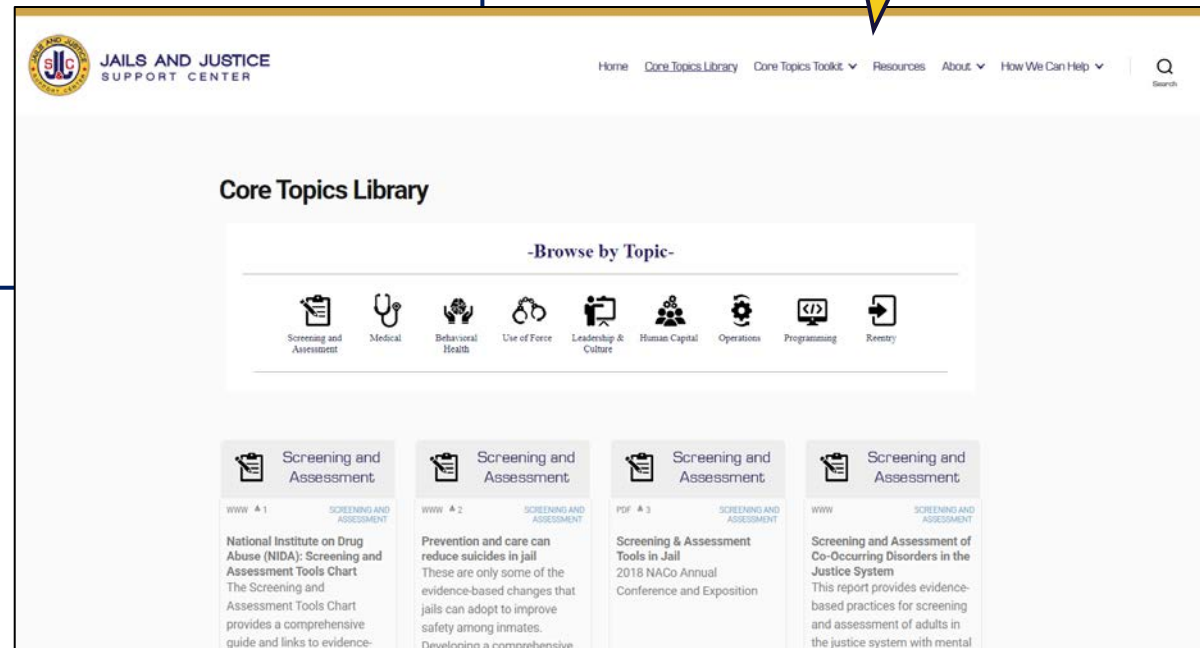 JAILS AND JUSTICE
SUPPORT CENTER
JAILS AND JUSTICE
SUPPORT CENTER
SJC
Home Core Topics Library Core Topics Toolkit Resources About How We Can Help
Search
Core Topics Library
-Browse by Topic-
Screening and
Assessment
Medical
Behavioral
Health
Use of Force
Leadership &
Culture
Human Capital
Operations
Programming
Reentry
Screening and
Assessment
WWW 1
SCREENING AND
ASSESSMENT
National Institute on Drug
Abuse (NIDA): Screening and
Assessment Tools Chart
The Screening and
Assessment Tools Chart
provides a comprehensive
guide and links to evidence-
Screening and
Assessment
WWW 2
SCREENING AND
ASSESSMENT
Prevention and care can
reduce suicides in jail
These are only some of the
evidence-based changes that
jails can adopt to improve
safety among inmates.
Developing a comprehensive
Screening and
Assessment
PDF 3
SCREENING AND
ASSESSMENT
Screening & Assessment
Tools in Jail
2018 NACo Annual
Conference and Exposition
Screening and
Assessment
WWW
SCREENING AND
ASSESSMENT
Screening and Assessment of
Co-Occurring Disorders in the
Justice System
This report provides evidence-
based practices for screening
and assessment of adults in
the justice system with mental